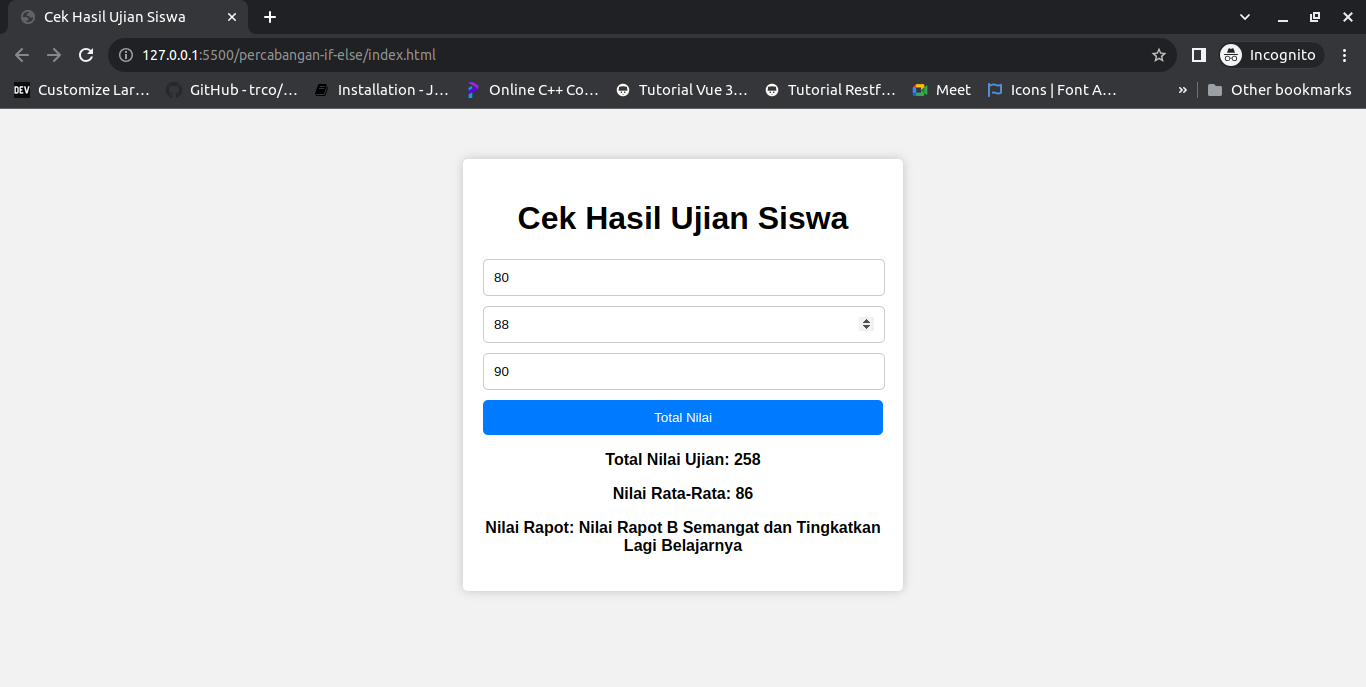 Cek Hasil Ujian Siswa
127.0.0.1:5500/percabangan-if-else/index.html
Incognito
DEV Customize Lar…
GitHub - trco/…
Installation - J…
Online C++ Co…
Tutorial Vue 3…
Tutorial Restf…
Meet
Icons | Font A…
»
Other bookmarks
Cek Hasil Ujian Siswa
80
88
90
Total Nilai
Total Nilai Ujian: 258
Nilai Rata-Rata: 86
Nilai Rapot: Nilai Rapot B Semangat dan Tingkatkan
Lagi Belajarnya